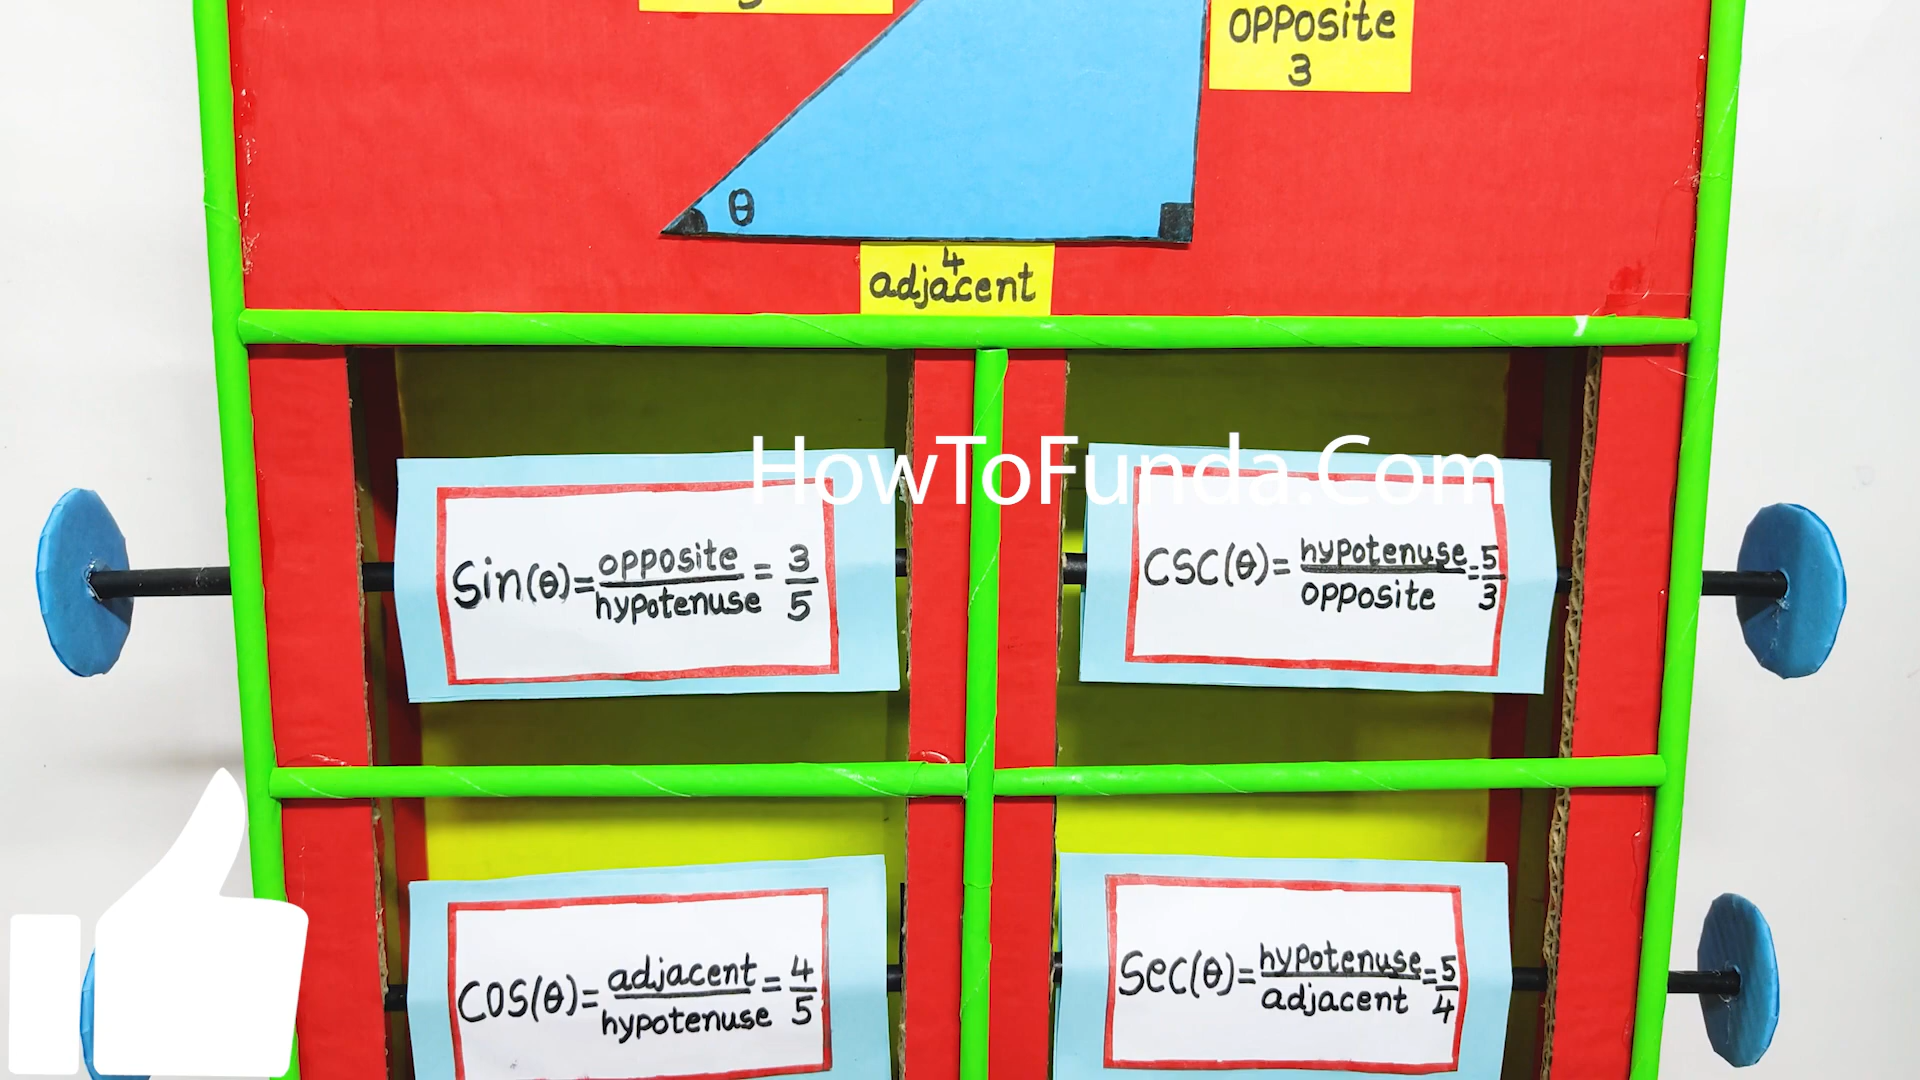 opposite
3
θ
4
adjacent
HowToFunda.Com
Sin(θ)=opposite/hypotenuse = 3/5
CSC(θ)= hypotenuse/opposite = 5/3
COS(θ)= adjacent/hypotenuse = 4/5
Sec(θ)= hypotenuse/adjacent = 5/4